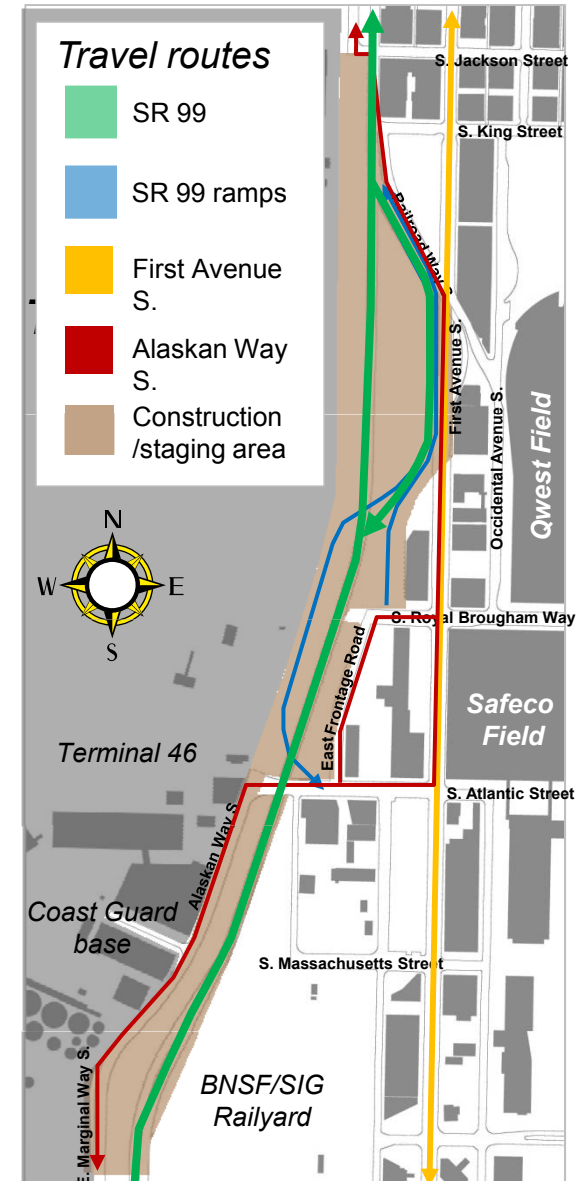 Travel routes
SR 99
SR 99 ramps
First Avenue
S.
Alaskan Way
S.
Construction
/staging area
S. Jackson Street
S. King Street
Railroad Way S
First Avenue S.
Occidental Avenue S.
Qwest Field
N
W
E
S
S. Royal Brougham Way
East Frontage Road
Safeco
Field
Terminal 46
S. Atlantic Street
Alaskan Way S.
Coast Guard
base
S. Massachusetts Street
BNSF/SIG
Railyard
E. Marginal Way S.